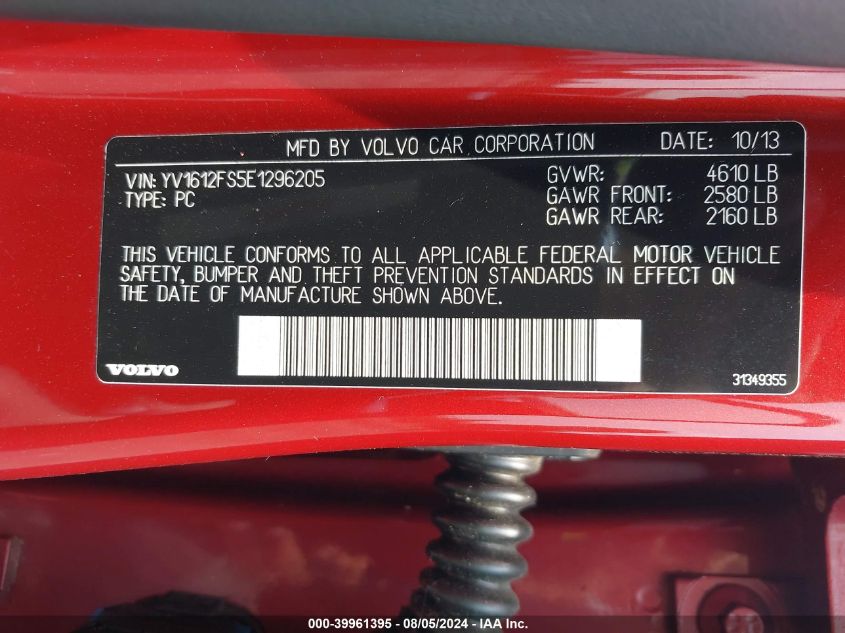 MFD BY VOLVO CAR CORPORATION DATE: 10/13
VIN: YV1612FS5E1296205 GVWR: 4610 LB
TYPE: PC GAWR FRONT: 2580 LB
GAWR REAR: 2160 LB
THIS VEHICLE CONFORMS TO ALL APPLICABLE FEDERAL MOTOR VEHICLE
SAFETY, BUMPER AND THEFT PREVENTION STANDARDS IN EFFECT ON
THE DATE OF MANUFACTURE SHOWN ABOVE.
VOLVO 31349355
000-39961395 - 08/05/2024 - IAAI.COM